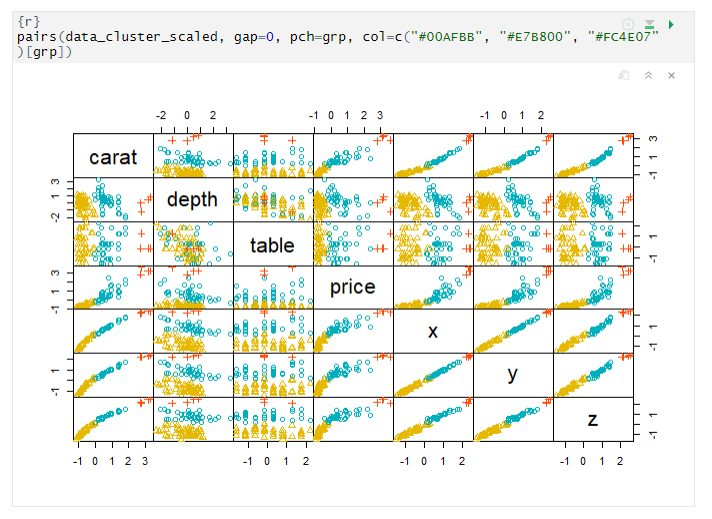 {r}
pairs(data_cluster_scaled, gap=0, pch=grp, col=c("#00AFBB", "#E7B800", "#FC4E07"
)[grp])
-2 0 2 -1 0 1 2 3 -1 0 1 2
carat
3
1
-1
3
1
-2
depth
table
1
-1
3
1
-1
price
x
1
-1
1
-1
y
z
1
-1
-1 0 1 2 3 -1 0 1 2 -1 0 1 2 -1 0 1 2